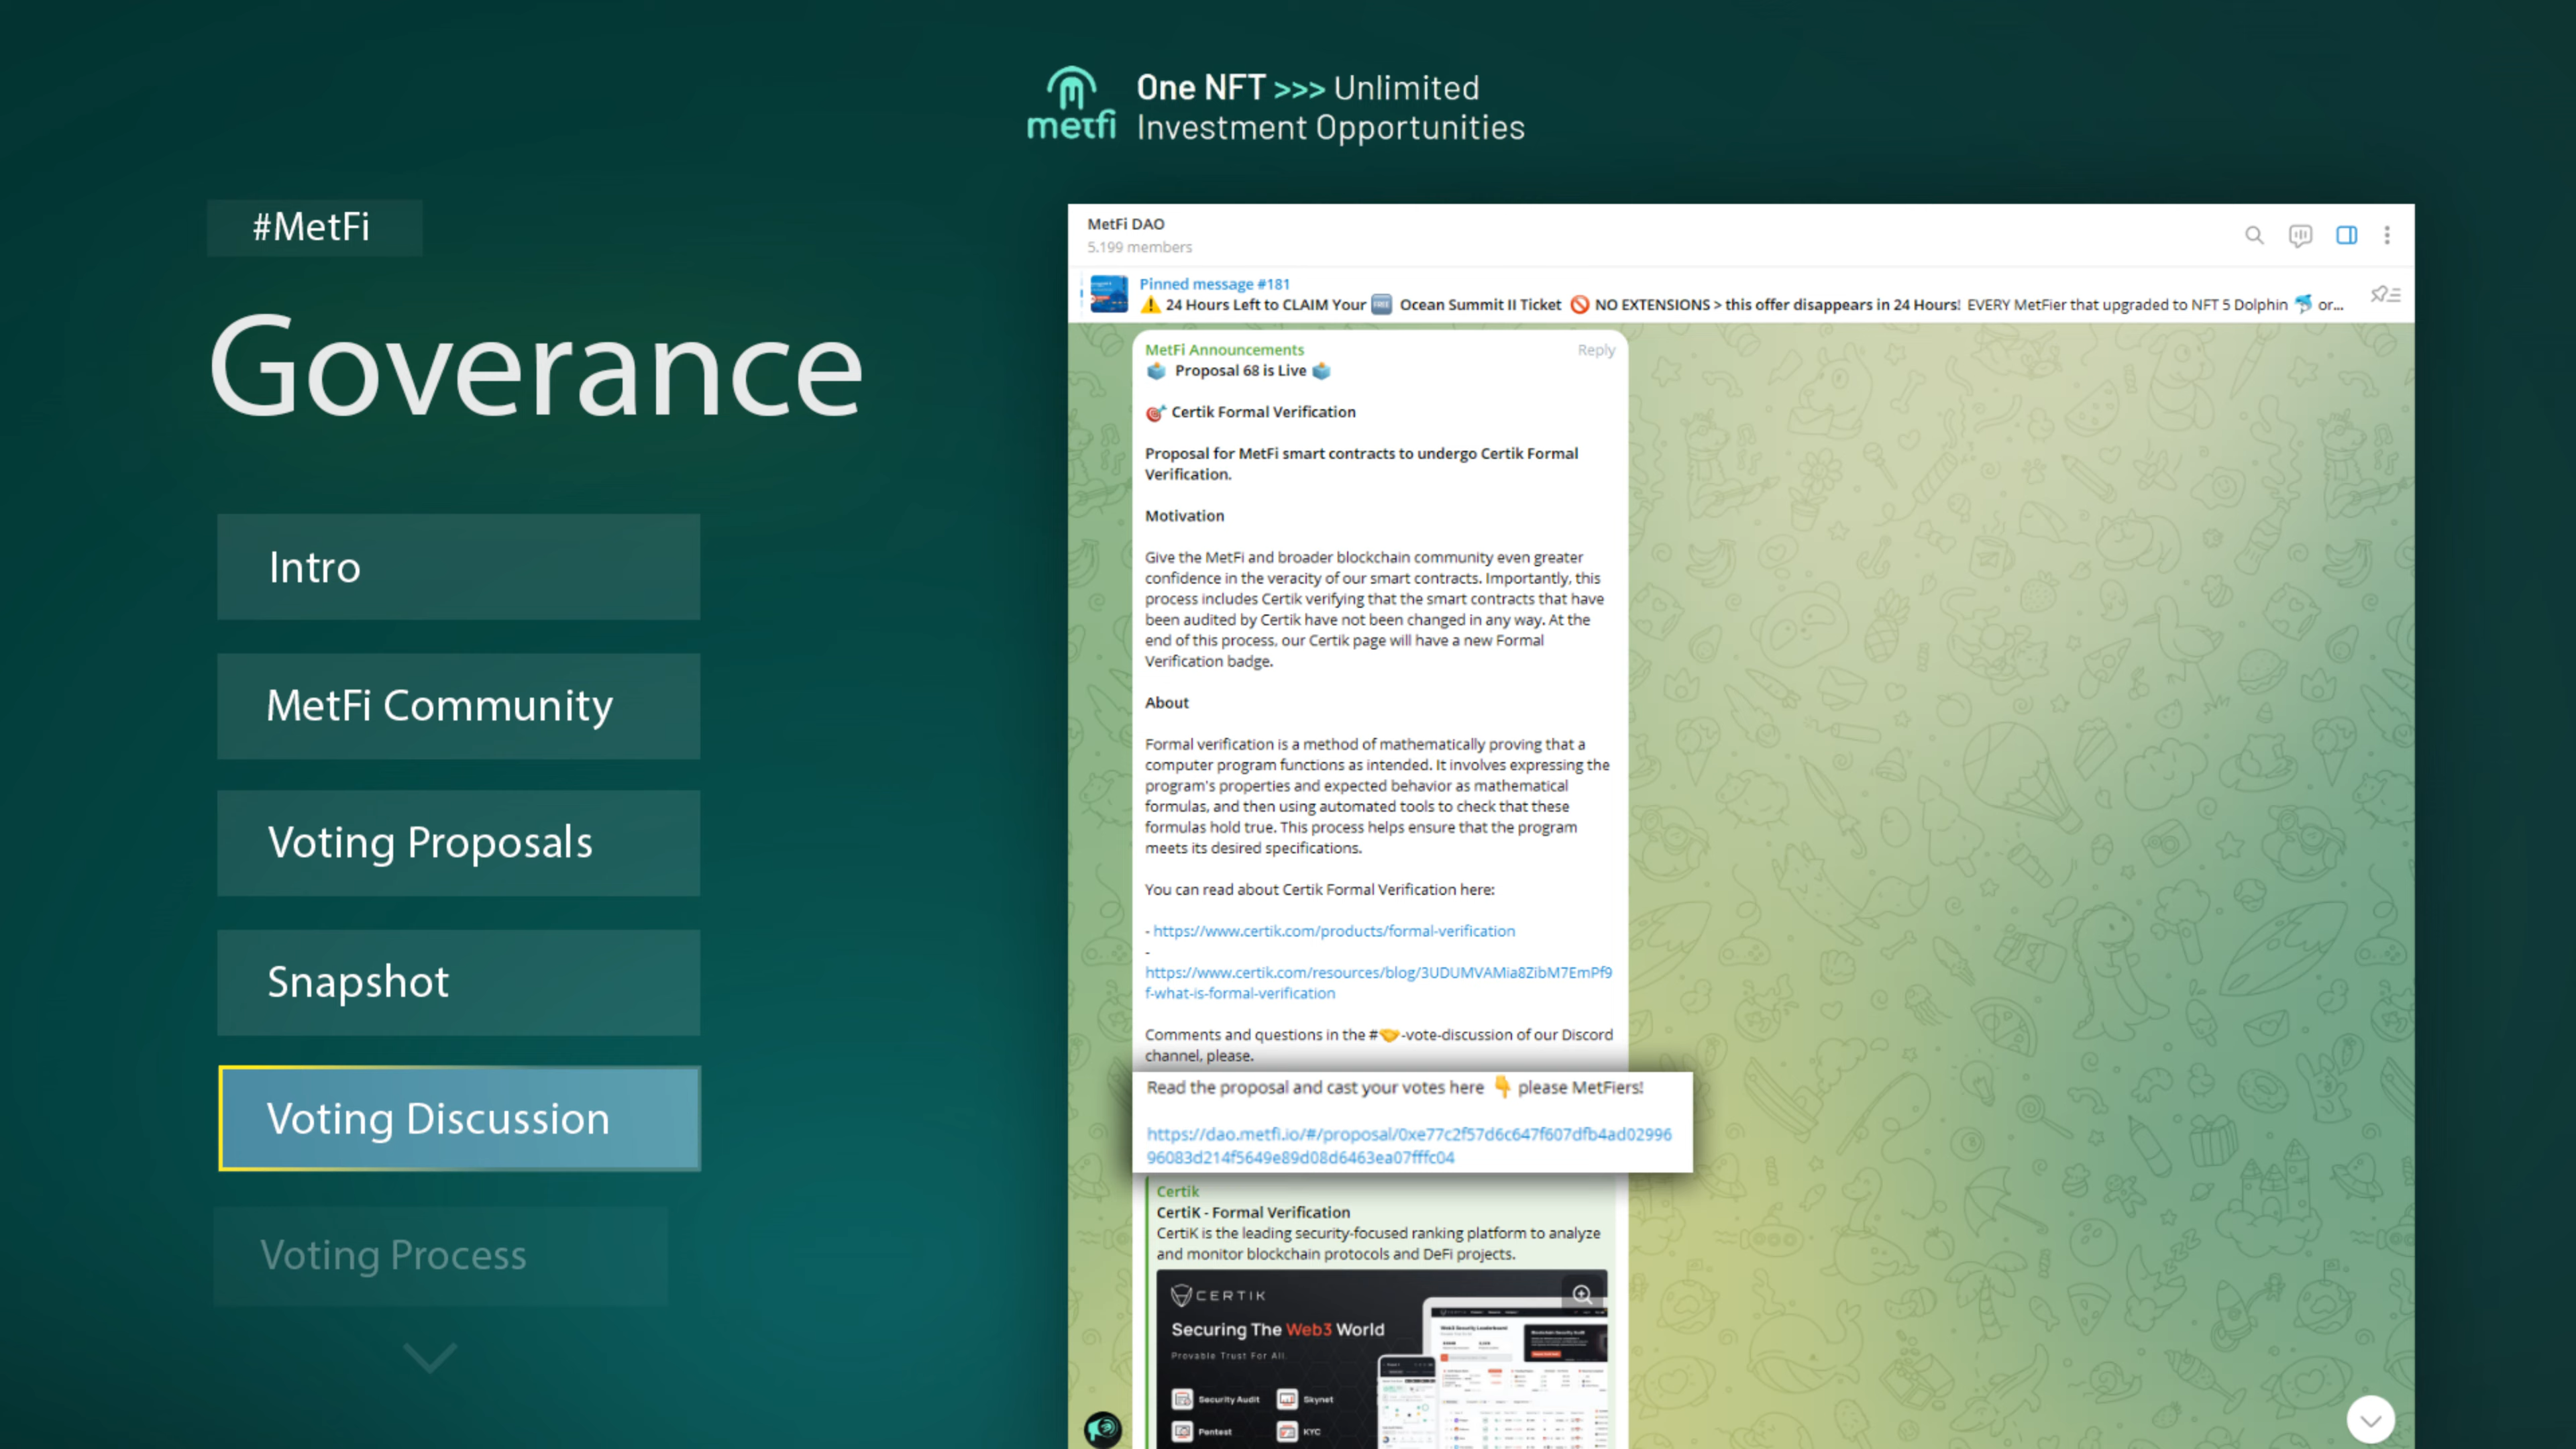 One NFT >>> Unlimited
metfi Investment Opportunities
#MetFi
Goverance
Intro
MetFi Community
Voting Proposals
Snapshot
Voting Discussion
Voting Process
MetFi DAO
5.199 members
Pinned message #181
⚠️ 24 Hours Left to CLAIM Your 🆓 Ocean Summit II Ticket 🚫 NO EXTENSIONS > this offer disappears in 24 Hours! EVERY MetFier that upgraded to NFT 5 Dolphin 🐬 or...
MetFi Announcements Reply
🗳 Proposal 68 is Live 🗳
🎯 Certik Formal Verification
Proposal for MetFi smart contracts to undergo Certik Formal
Verification.
Motivation
Give the MetFi and broader blockchain community even greater
confidence in the veracity of our smart contracts. Importantly, this
process includes Certik verifying that the smart contracts that have
been audited by Certik have not been changed in any way. At the
end of this process, our Certik page will have a new Formal
Verification badge.
About
Formal verification is a method of mathematically proving that a
computer program functions as intended. It involves expressing the
program's properties and expected behavior as mathematical
formulas, and then using automated tools to check that these
formulas hold true. This process helps ensure that the program
meets its desired specifications.
You can read about Certik Formal Verification here:
- https://www.certik.com/products/formal-verification
-
https://www.certik.com/resources/blog/3UDUMVAMia8ZibM7EmPf9
f-what-is-formal-verification
Comments and questions in the #🤝-vote-discussion of our Discord
channel, please.
Read the proposal and cast your votes here 👇 please MetFiers!
https://dao.metfi.io/#/proposal/0xe77c2f57d6c647f607dfb4ad02996
96083d214f5649e89d08d6463ea07fffc04
Certik
CertiK - Formal Verification
CertiK is the leading security-focused ranking platform to analyze
and monitor blockchain protocols and DeFi projects.
CERTIK
Securing The Web3 World
Provable Trust For All.
Security Audit Skynet
Pentest KYC